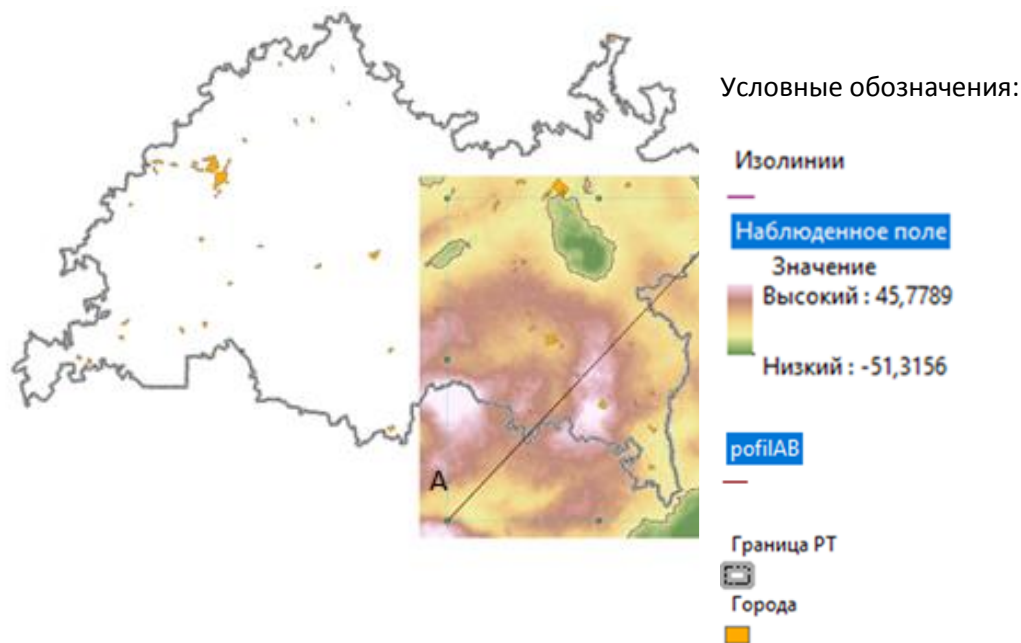 Условные обозначения:
Изолинии
Наблюденное поле
Значение
Высокий : 45,7789
Низкий : -51,3156
A
pofilAB
Граница РТ
Города